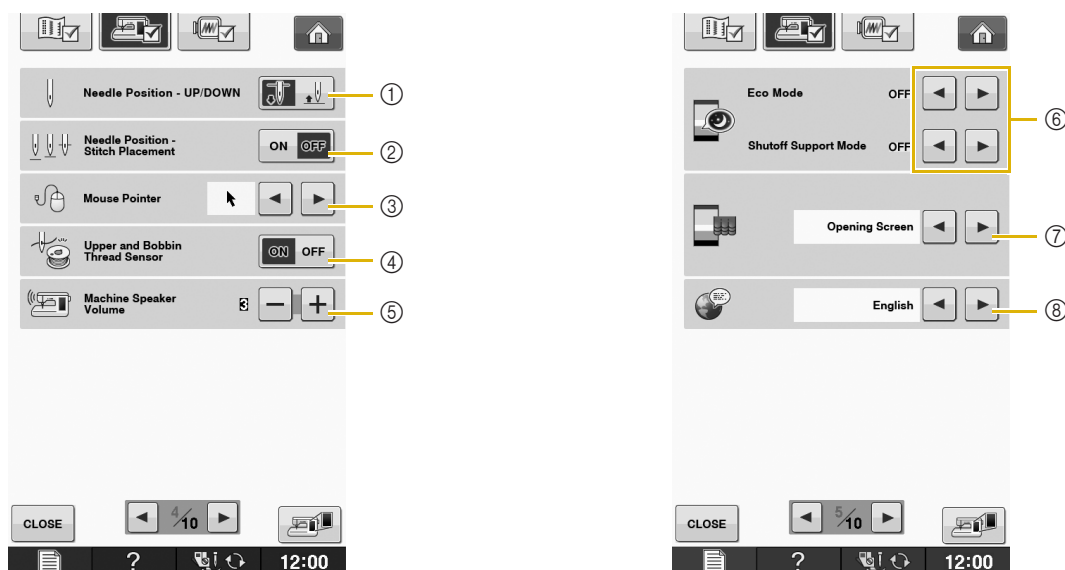 Needle Position - UP/DOWN
①
Needle Position -
Stitch Placement
ON OFF
②
Mouse Pointer
③
Upper and Bobbin
Thread Sensor
ON OFF
④
Machine Speaker
Volume
3
⑤
CLOSE
4/10
?
12:00
Eco Mode
OFF
⑥
Shutoff Support Mode
OFF
Opening Screen
⑦
English
⑧
CLOSE
5/10
?
12:00